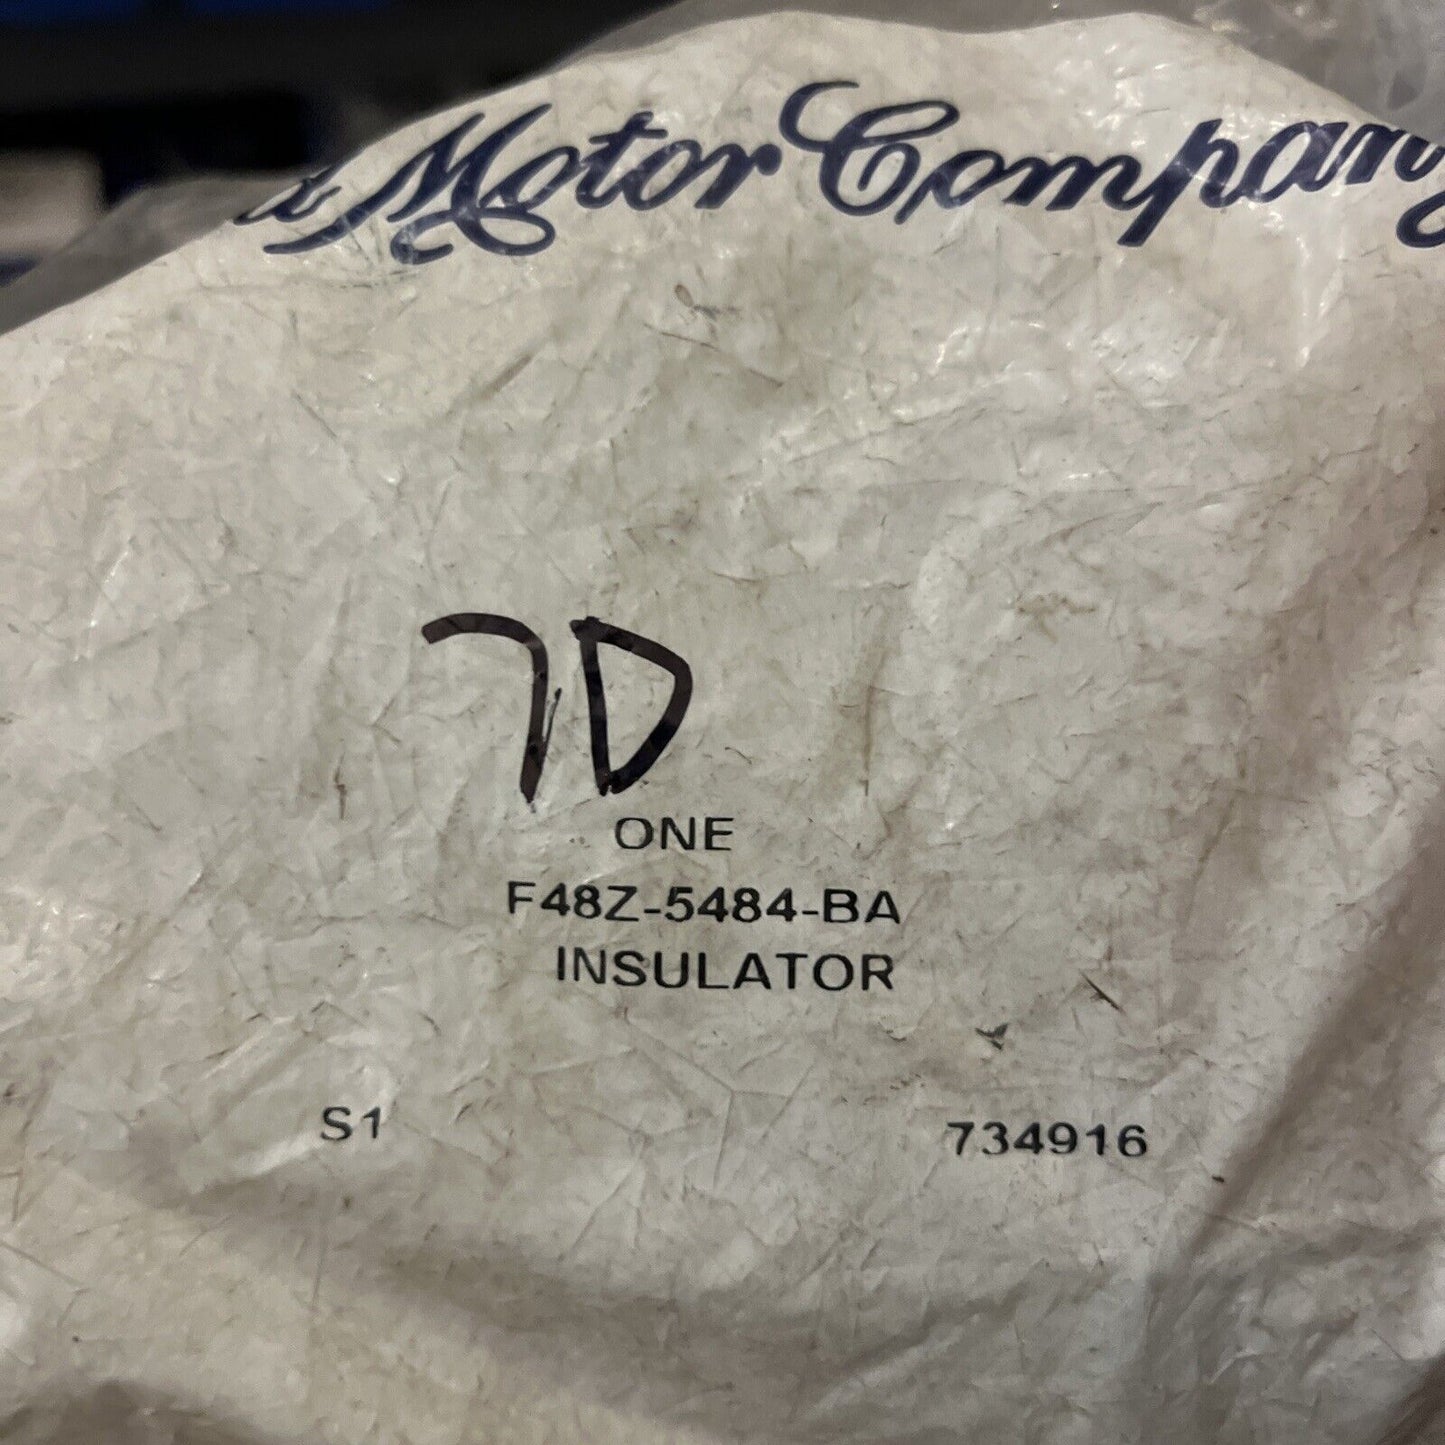 d Motor Company
7D
ONE
F48Z-5484-BA
INSULATOR
S1 734916